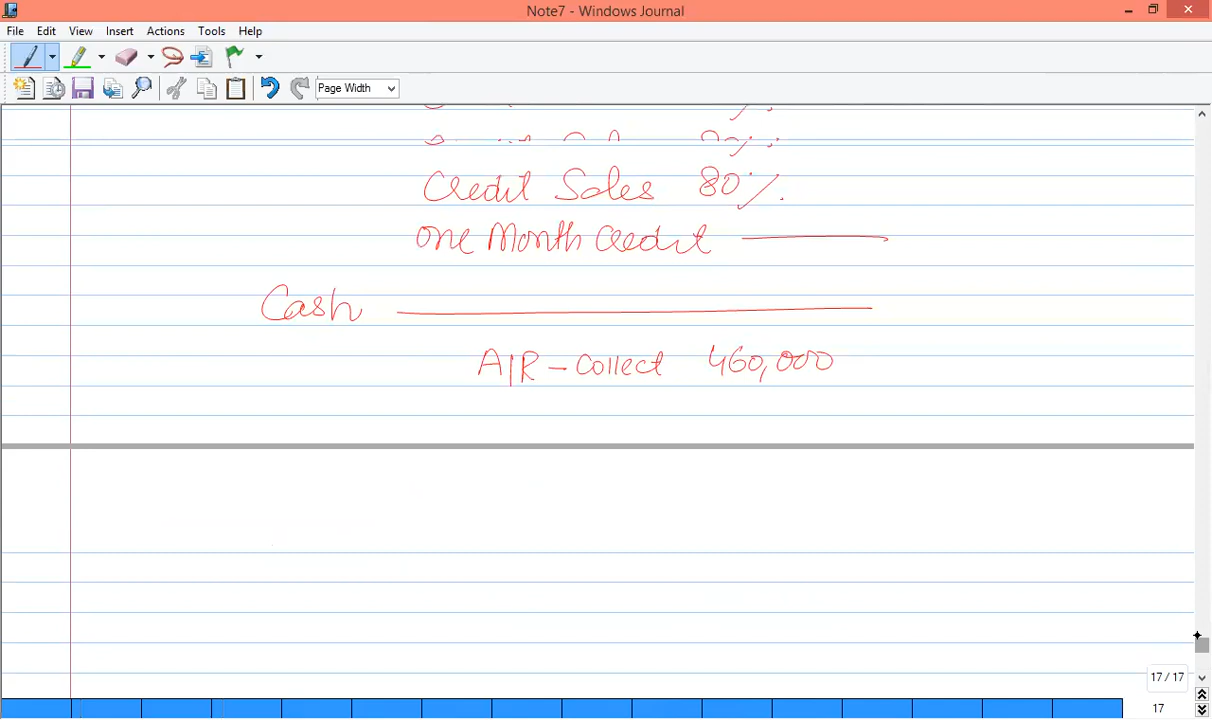 Note7 - Windows Journal
File Edit View Insert Actions Tools Help
Page Width
Credit Sales 80%.
One Month Credit
Cash
A/R - Collect 460,000
17 / 17
17